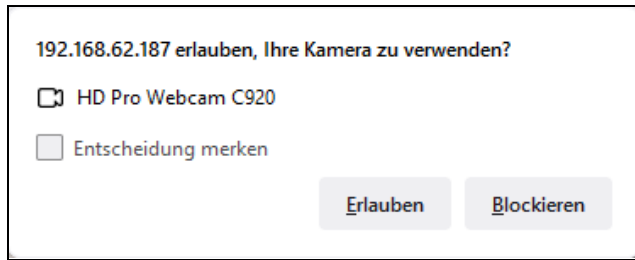 192.168.62.187 erlauben, Ihre Kamera zu verwenden?
HD Pro Webcam C920
Entscheidung merken
Erlauben Blockieren